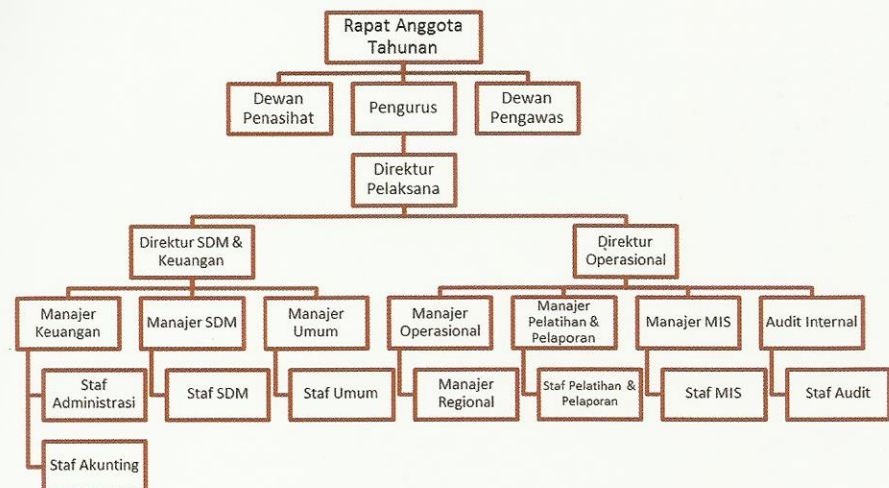 Rapat Anggota
Tahunan
Dewan
Penasihat
Pengurus
Dewan
Pengawas
Direktur
Pelaksana
Direktur SDM &
Keuangan
Direktur
Operasional
Manajer
Keuangan
Manajer SDM
Manajer
Umum
Manajer
Operasional
Manajer
Pelatihan &
Pelaporan
Manajer MIS
Audit Internal
Staf
Administrasi
Staf SDM
Staf Umum
Manajer
Regional
Staf Pelatihan &
Pelaporan
Staf MIS
Staf Audit
Staf Akunting